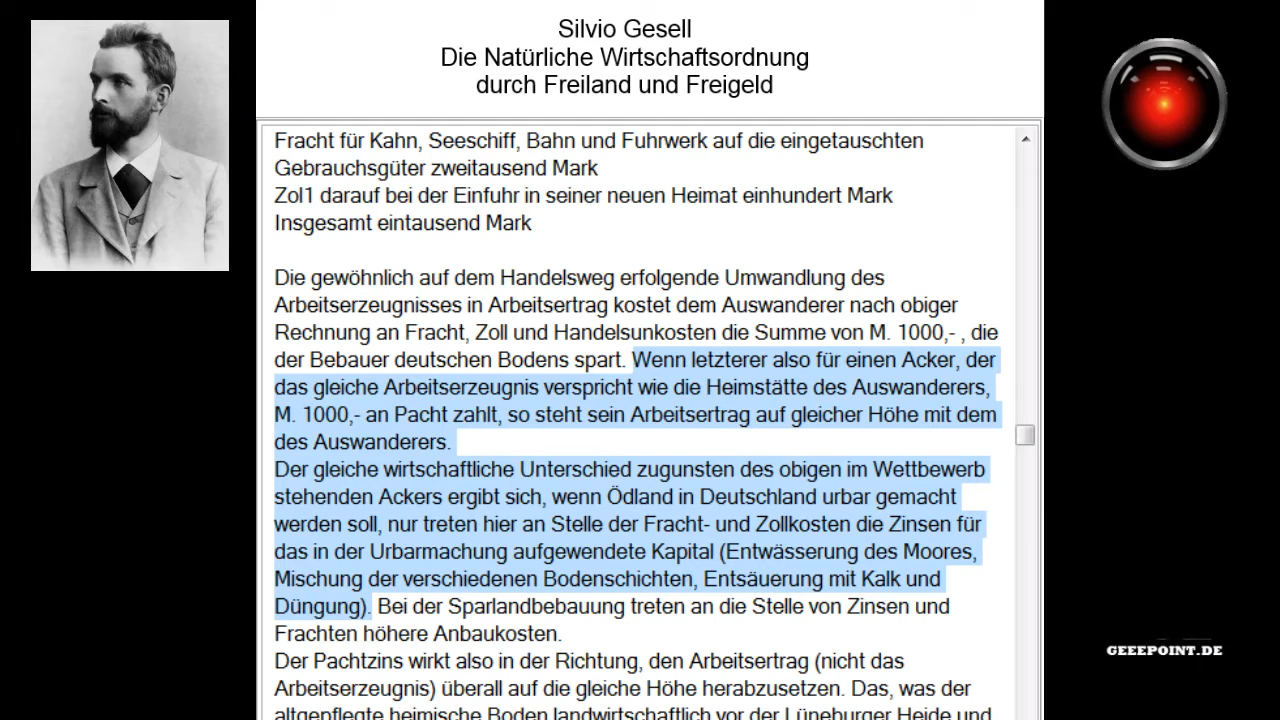 Silvio Gesell
Die Natürliche Wirtschaftsordnung
durch Freiland und Freigeld
Fracht für Kahn, Seeschiff, Bahn und Fuhrwerk auf die eingetauschten
Gebrauchsgüter zweitausend Mark
Zol1 darauf bei der Einfuhr in seiner neuen Heimat einhundert Mark
Insgesamt eintausend Mark
Die gewöhnlich auf dem Handelsweg erfolgende Umwandlung des
Arbeitserzeugnisses in Arbeitsertrag kostet dem Auswanderer nach obiger
Rechnung an Fracht, Zoll und Handelsunkosten die Summe von M. 1000,- , die
der Bebauer deutschen Bodens spart. Wenn letzterer also für einen Acker, der
das gleiche Arbeitserzeugnis verspricht wie die Heimstätte des Auswanderers,
M. 1000,- an Pacht zahlt, so steht sein Arbeitsertrag auf gleicher Höhe mit dem
des Auswanderers.
Der gleiche wirtschaftliche Unterschied zugunsten des obigen im Wettbewerb
stehenden Ackers ergibt sich, wenn Ödland in Deutschland urbar gemacht
werden soll, nur treten hier an Stelle der Fracht- und Zollkosten die Zinsen für
das in der Urbarmachung aufgewendete Kapital (Entwässerung des Moores,
Mischung der verschiedenen Bodenschichten, Entsäuerung mit Kalk und
Düngung). Bei der Sparlandbebauung treten an die Stelle von Zinsen und
Frachten höhere Anbaukosten.
Der Pachtzins wirkt also in der Richtung, den Arbeitsertrag (nicht das
Arbeitserzeugnis) überall auf die gleiche Höhe herabzusetzen. Das, was der
altgepflegte heimische Boden landwirtschaftlich vor der Lüneburger Heide und
GEEEPOINT.DE